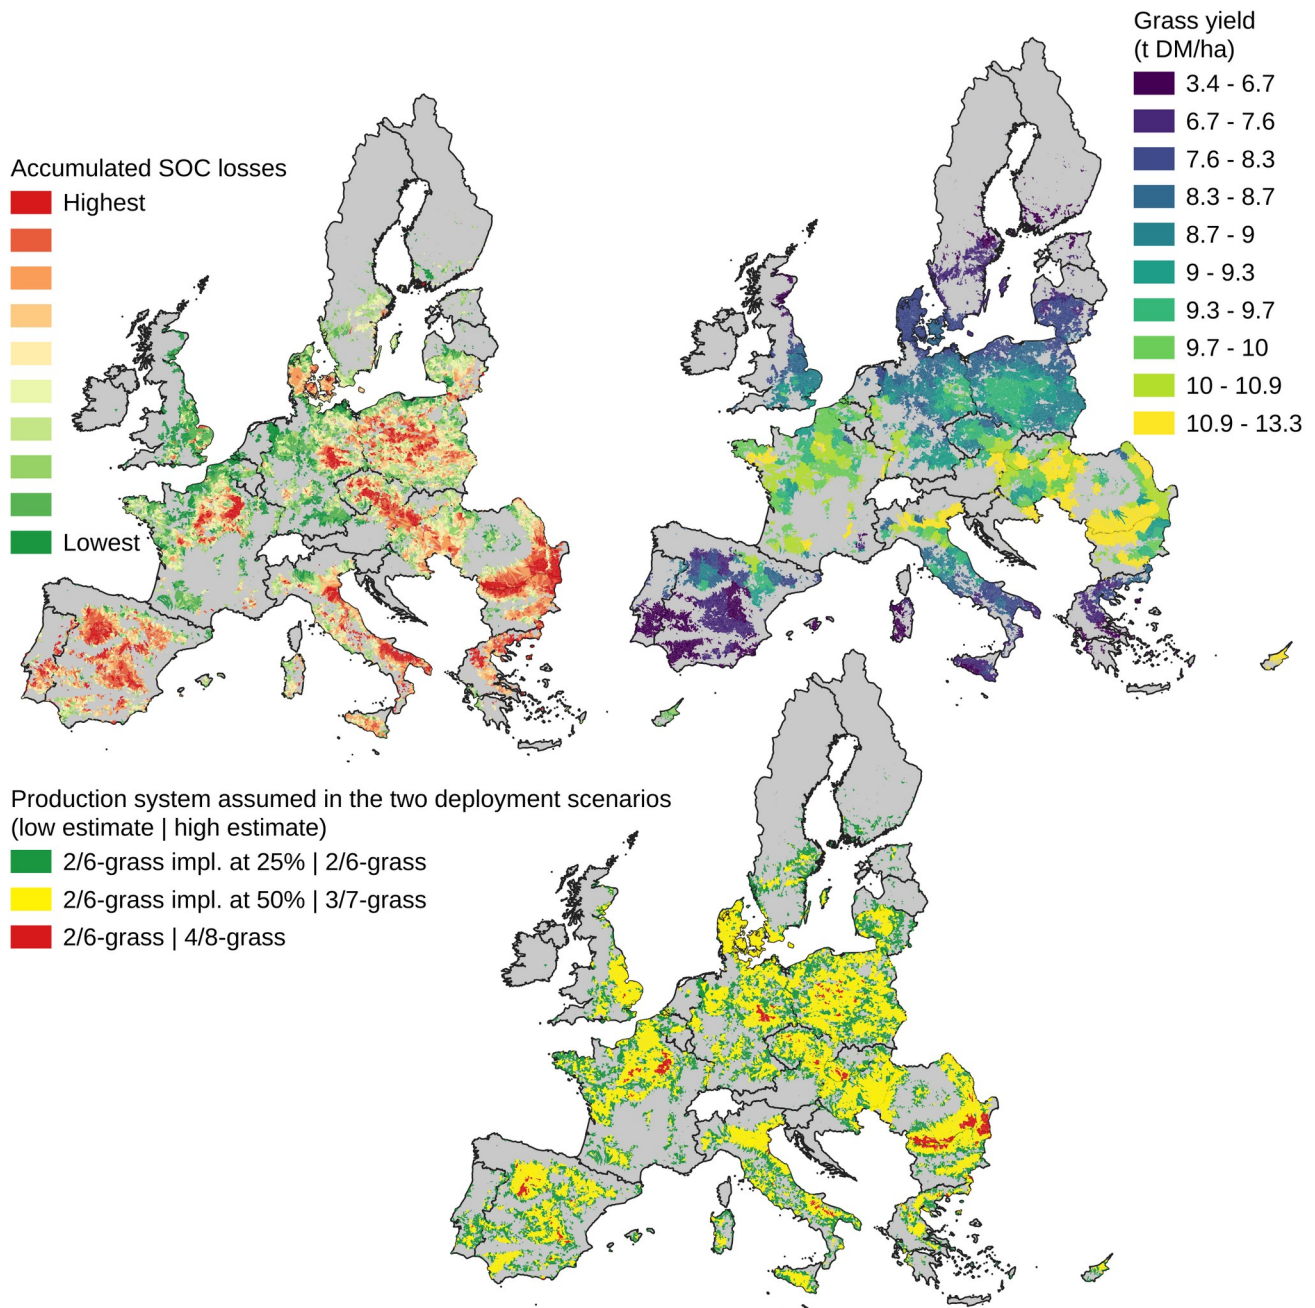 Accumulated SOC losses
Highest
Lowest
Grass yield
(t DM/ha)
3.4 - 6.7
6.7 - 7.6
7.6 - 8.3
8.3 - 8.7
8.7 - 9
9 - 9.3
9.3 - 9.7
9.7 - 10
10 - 10.9
10.9 - 13.3
Production system assumed in the two deployment scenarios
(low estimate | high estimate)
2/6-grass impl. at 25% | 2/6-grass
2/6-grass impl. at 50% | 3/7-grass
2/6-grass | 4/8-grass